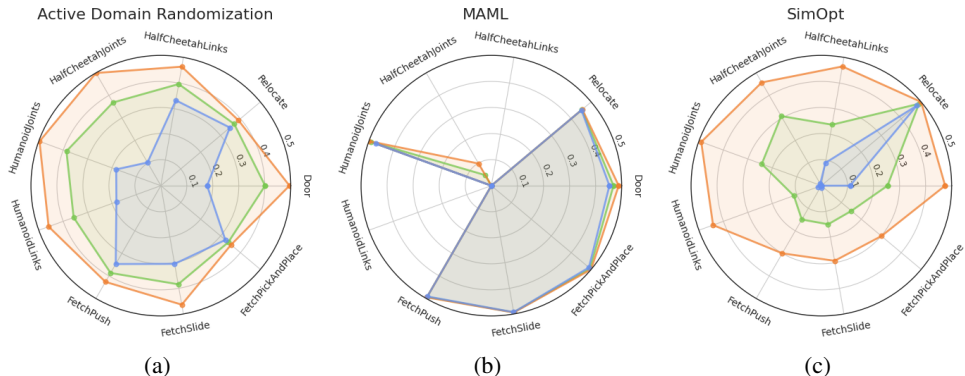 Active Domain Randomization
HalfCheetahLinks
HalfCheetahJoints
Relocate
HumanoidJoints
0.5
0.4
0.3
0.2
0.1
Door
HumanoidLinks
FetchPickAndPlace
FetchPush
FetchSlide
(a)
MAML
HalfCheetahLinks
HalfCheetahJoints
Relocate
HumanoidJoints
0.5
0.4
0.3
0.2
0.1
Door
HumanoidLinks
FetchPickAndPlace
FetchPush
FetchSlide
(b)
SimOpt
HalfCheetahLinks
HalfCheetahJoints
Relocate
HumanoidJoints
0.5
0.4
0.3
0.2
0.1
Door
HumanoidLinks
FetchPickAndPlace
FetchPush
FetchSlide
(c)